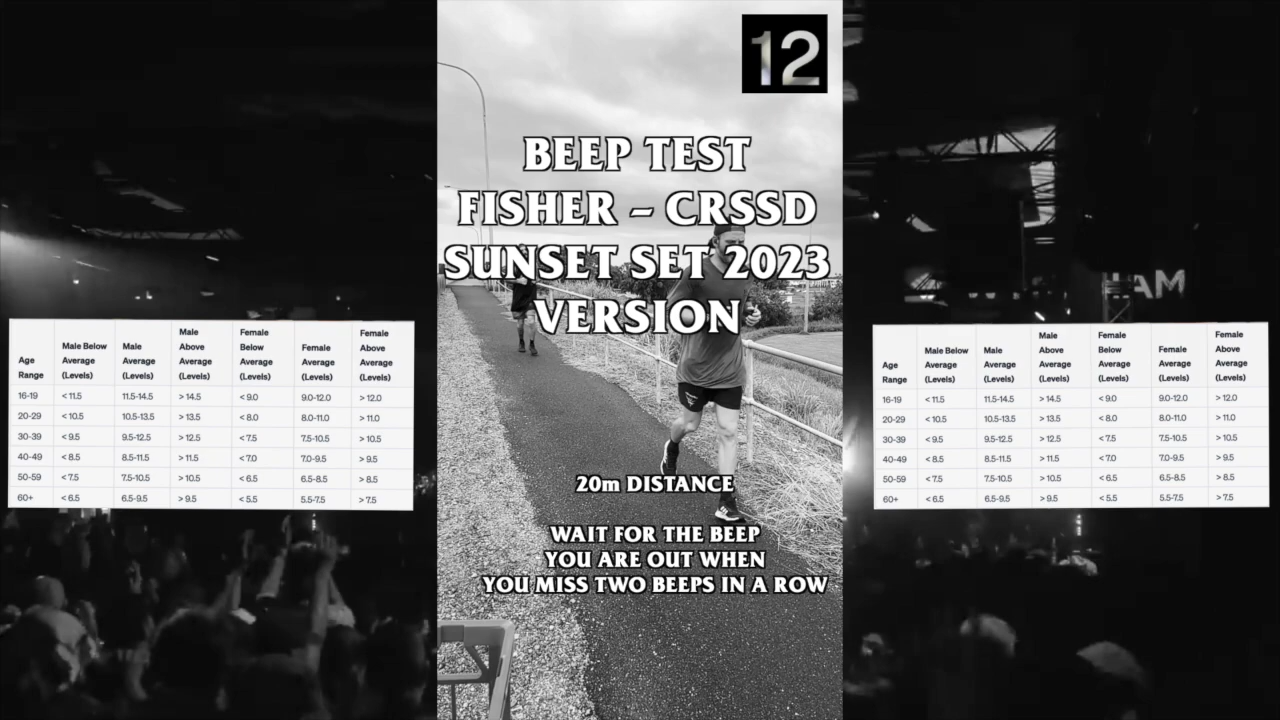 12
BEEP TEST
FISHER – CRSSD
SUNSET SET 2023
VERSION
20m DISTANCE
WAIT FOR THE BEEP
YOU ARE OUT WHEN
YOU MISS TWO BEEPS IN A ROW
Age Range | Male Below Average (Levels) | Male Average (Levels) | Male Above Average (Levels) | Female Below Average (Levels) | Female Average (Levels) | Female Above Average (Levels)
16-19 < 11.5 11.5-14.5 > 14.5 < 9.0 9.0-12.0 > 12.0
20-29 < 10.5 10.5-13.5 > 13.5 < 8.0 8.0-11.0 > 11.0
30-39 < 9.5 9.5-12.5 > 12.5 < 7.5 7.5-10.5 > 10.5
40-49 < 8.5 8.5-11.5 > 11.5 < 7.0 7.0-9.5 > 9.5
50-59 < 7.5 7.5-10.5 > 10.5 < 6.5 6.5-8.5 > 8.5
60+ < 6.5 6.5-9.5 > 9.5 < 5.5 5.5-7.5 > 7.5
Age Range | Male Below Average (Levels) | Male Average (Levels) | Male Above Average (Levels) | Female Below Average (Levels) | Female Average (Levels) | Female Above Average (Levels)
16-19 < 11.5 11.5-14.5 > 14.5 < 9.0 9.0-12.0 > 12.0
20-29 < 10.5 10.5-13.5 > 13.5 < 8.0 8.0-11.0 > 11.0
30-39 < 9.5 9.5-12.5 > 12.5 < 7.5 7.5-10.5 > 10.5
40-49 < 8.5 8.5-11.5 > 11.5 < 7.0 7.0-9.5 > 9.5
50-59 < 7.5 7.5-10.5 > 10.5 < 6.5 6.5-8.5 > 8.5
60+ < 6.5 6.5-9.5 > 9.5 < 5.5 5.5-7.5 > 7.5